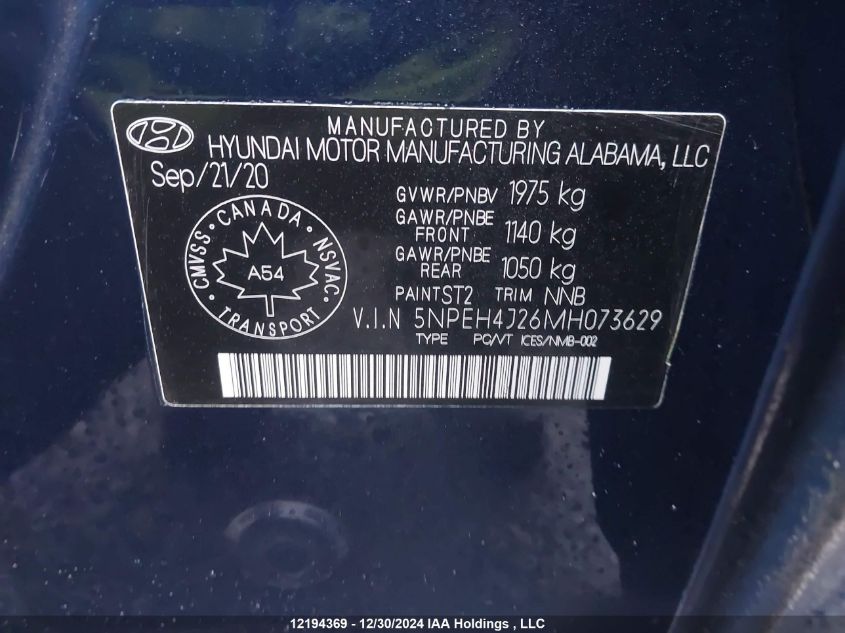 MANUFACTURED BY
HYUNDAI MOTOR MANUFACTURING ALABAMA, LLC
Sep/21/20
GVWR/PNBV 1975 kg
GAWR/PNBE FRONT 1140 kg
GAWR/PNBE REAR 1050 kg
CANADA · NSVAC · TRANSPORT · CMVSS
A54
PAINT ST2 TRIM NNB
V.I.N 5NPEH4J26MH073629
TYPE PC/VT ICES/NMB-002
12194369 - 12/30/2024 IAA Holdings , LLC